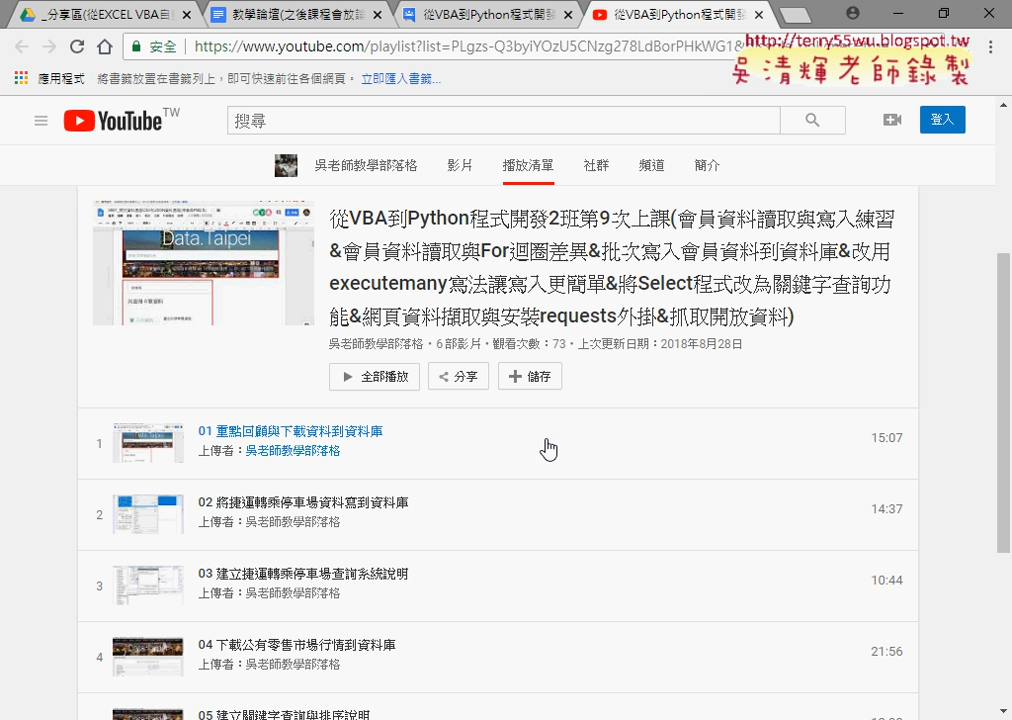 _分享區(從EXCEL VBA自
教學論壇(之後課程會放論
從VBA到Python程式開發
從VBA到Python程式開發
安全
https://www.youtube.com/playlist?list=PLgzs-Q3byiYOzU5CNzg278LdBorPHkWG1&
http://terry55wu.blogspot.tw
吳清輝老師錄製
應用程式 將書籤放置在書籤列上，即可快速前往各個網頁。 立即匯入書籤...
YouTube TW
搜尋
登入
吳老師教學部落格 影片 播放清單 社群 頻道 簡介
Data.Taipei
從VBA到Python程式開發2班第9次上課(會員資料讀取與寫入練習
&會員資料讀取與For迴圈差異&批次寫入會員資料到資料庫&改用
executemany寫法讓寫入更簡單&將Select程式改為關鍵字查詢功
能&網頁資料擷取與安裝requests外掛&抓取開放資料)
吳老師教學部落格・6 部影片・觀看次數：73・上次更新日期：2018年8月28日
全部播放 分享 儲存
1 01 重點回顧與下載資料到資料庫 15:07
上傳者：吳老師教學部落格
2 02 將捷運轉乘停車場資料寫到資料庫 14:37
上傳者：吳老師教學部落格
3 03 建立捷運轉乘停車場查詢系統說明 10:44
上傳者：吳老師教學部落格
4 04 下載公有零售市場行情到資料庫 21:56
上傳者：吳老師教學部落格
05 建立關鍵字查詢與排序說明